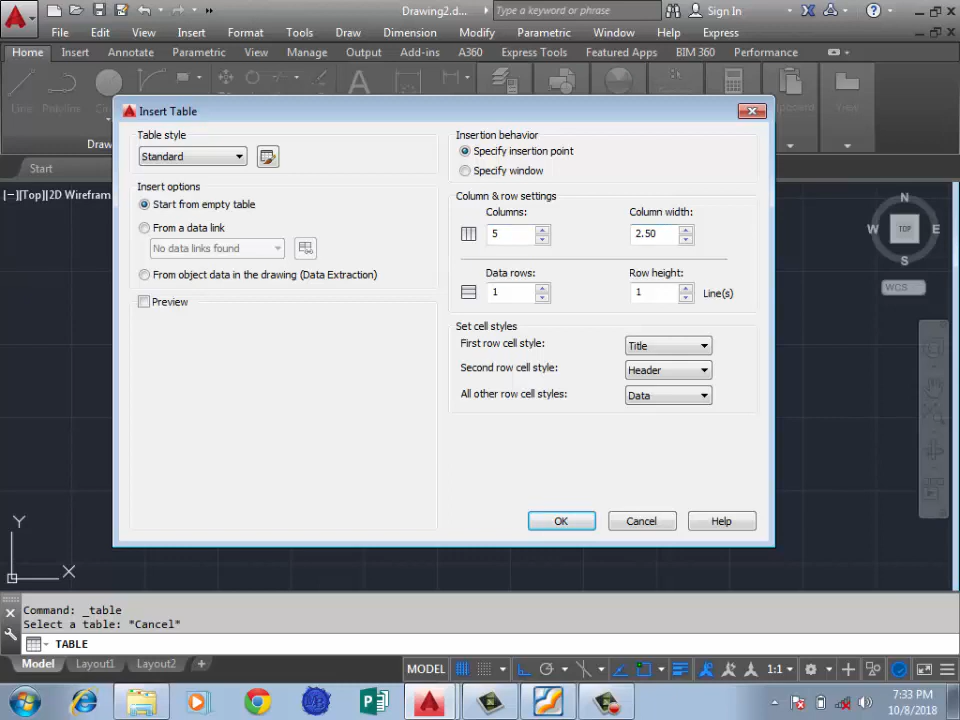 Drawing2.d...
Type a keyword or phrase
Sign In
File Edit View Insert Format Tools Draw Dimension Modify Parametric Window Help Express
Home Insert Annotate Parametric View Manage Output Add-ins A360 Express Tools Featured Apps BIM 360 Performance
Line Polyline
View
Start
[−][Top][2D Wirefram
Insert Table
Table style
Standard
Insert options
Start from empty table
From a data link
No data links found
From object data in the drawing (Data Extraction)
Preview
Insertion behavior
Specify insertion point
Specify window
Column & row settings
Columns: Column width:
5 2.50
Data rows: Row height:
1 1 Line(s)
Set cell styles
First row cell style: Title
Second row cell style: Header
All other row cell styles: Data
OK Cancel Help
N
W TOP E
S
WCS
Y
X
Command: _table
Select a table: "Cancel"
TABLE
Model Layout1 Layout2 +
MODEL 1:1
7:33 PM
10/8/2018